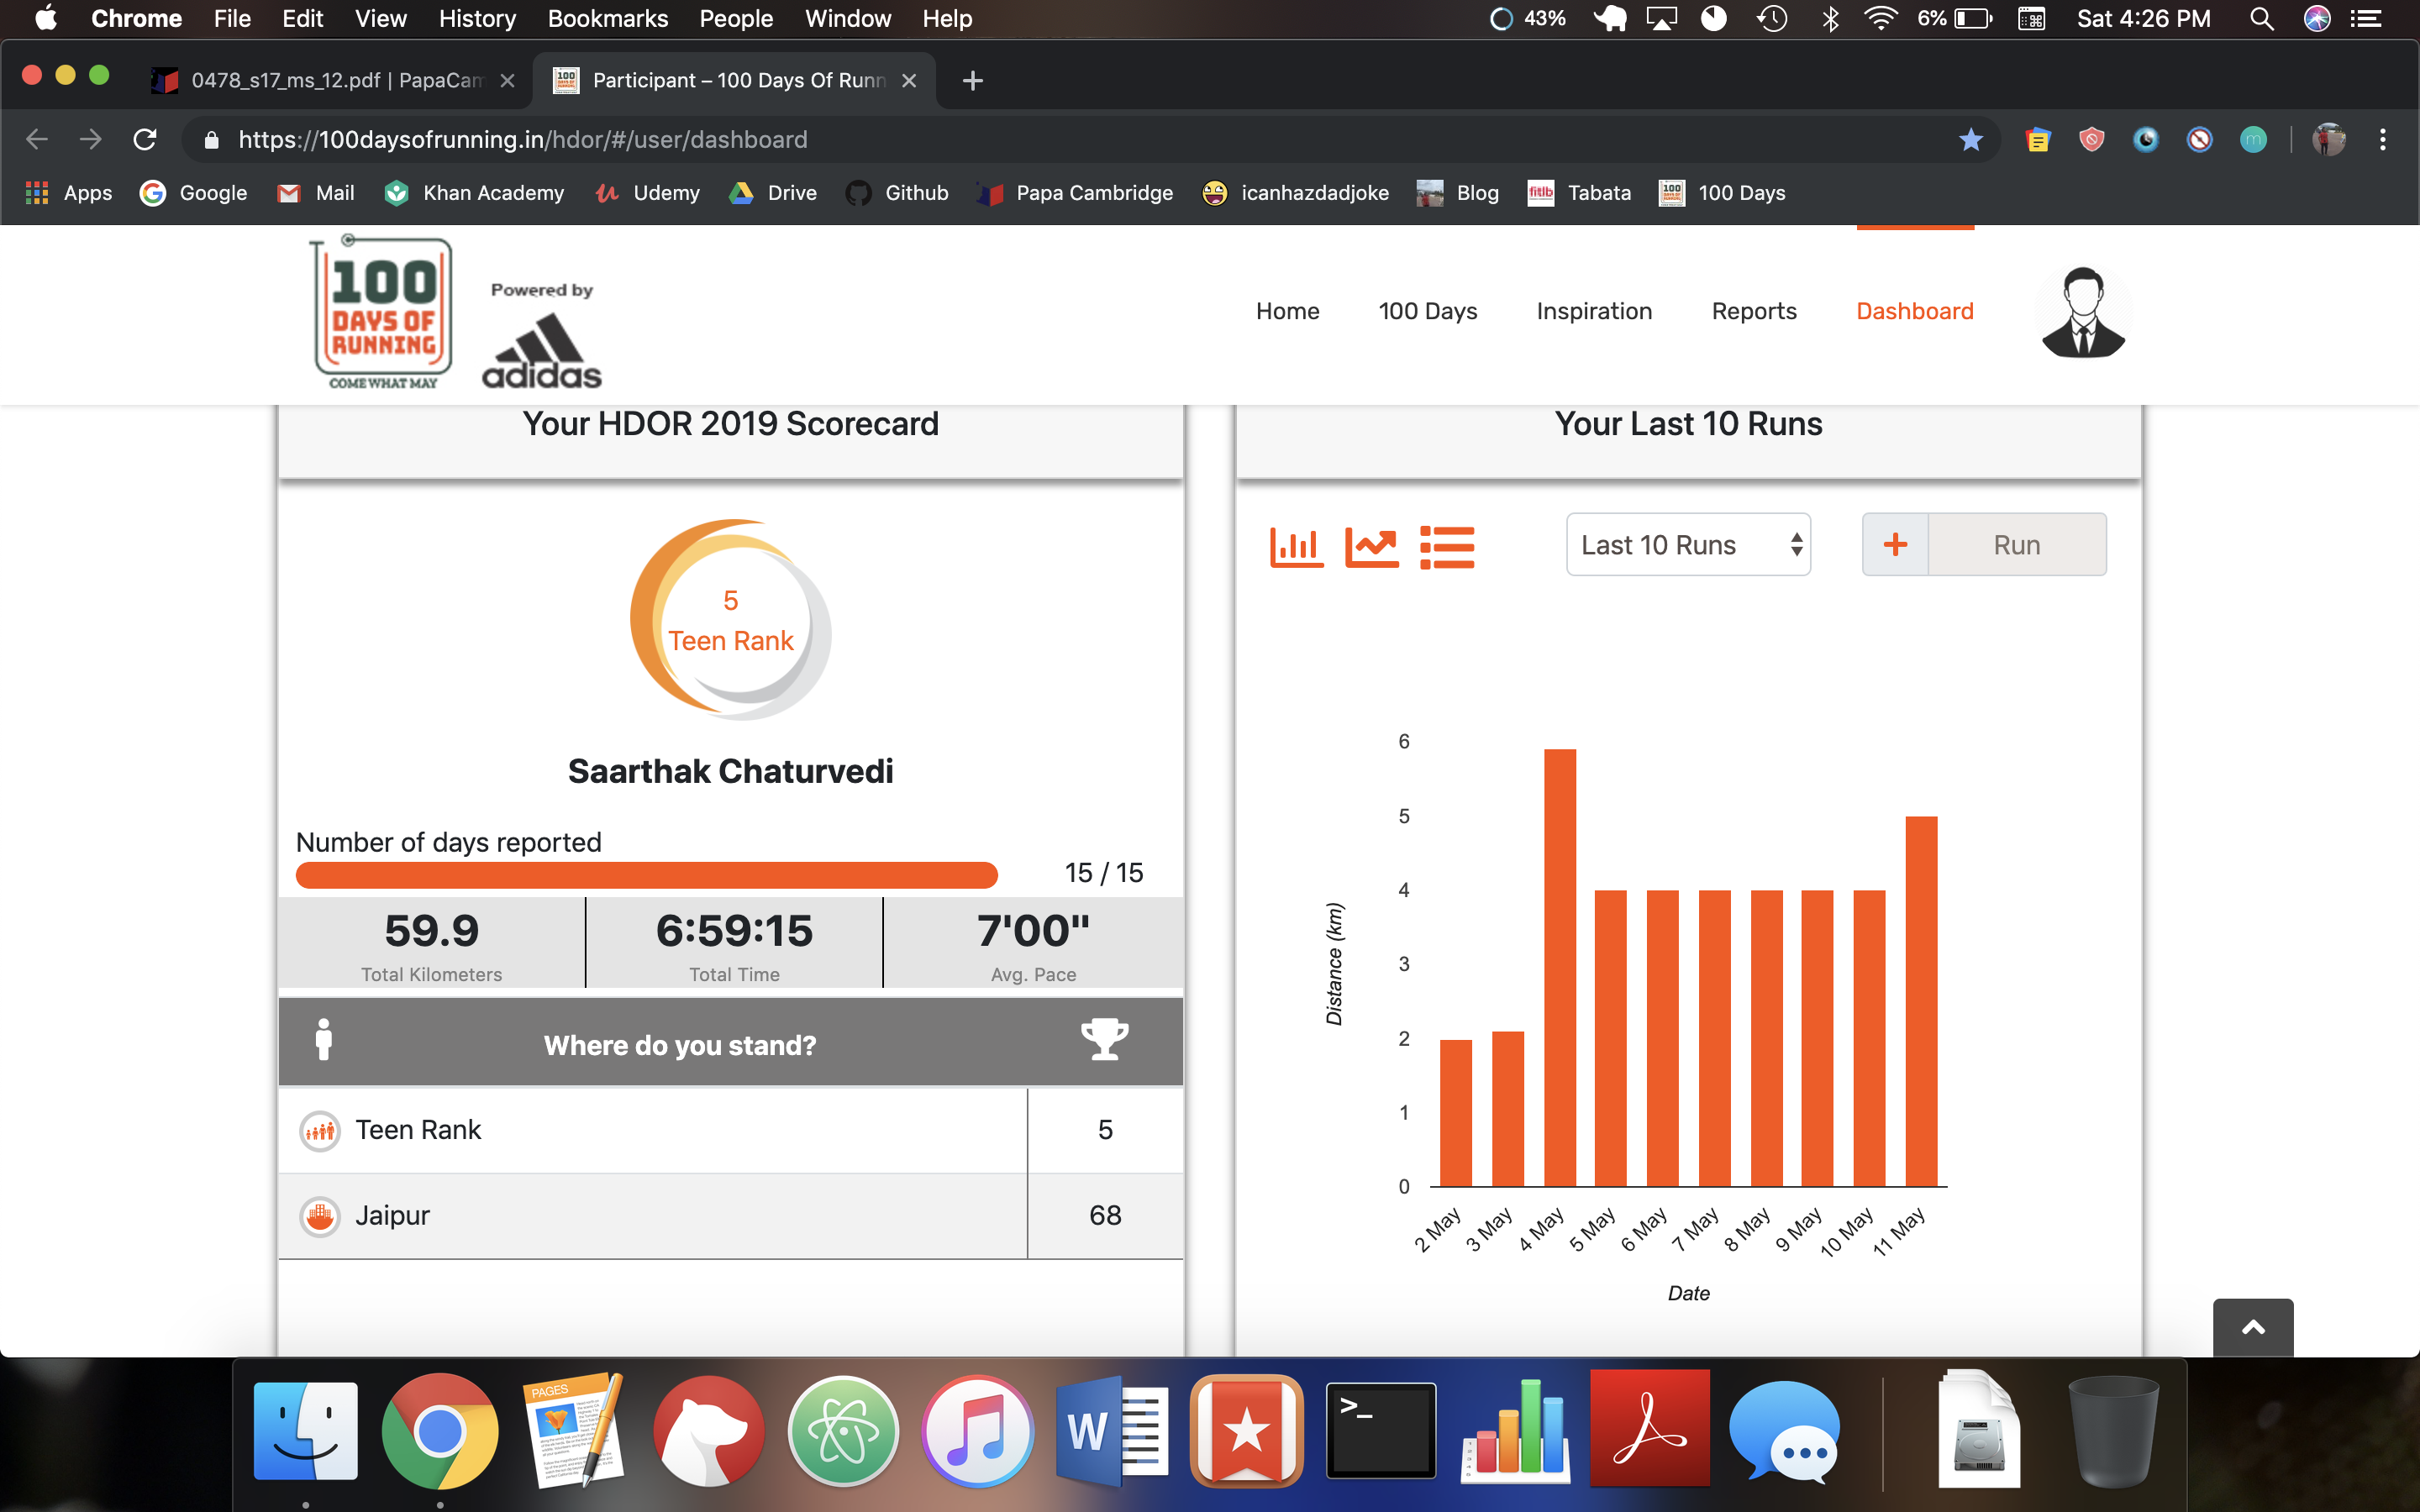 Chrome File Edit View History Bookmarks People Window Help 43% 6% Sat 4:26 PM
0478_s17_ms_12.pdf | PapaCam Participant – 100 Days Of Runn
https://100daysofrunning.in/hdor/#/user/dashboard
Apps Google Mail Khan Academy Udemy Drive Github Papa Cambridge icanhazdadjoke Blog Tabata 100 Days
100
DAYS OF
RUNNING
COME WHAT MAY
Powered by
adidas
Home 100 Days Inspiration Reports Dashboard
Your HDOR 2019 Scorecard
5
Teen Rank
Saarthak Chaturvedi
Number of days reported
15 / 15
59.9 6:59:15 7'00"
Total Kilometers Total Time Avg. Pace
Where do you stand?
Teen Rank 5
Jaipur 68
Your Last 10 Runs
Last 10 Runs + Run
6
5
4
3
2
1
0
Distance (km)
2 May 3 May 4 May 5 May 6 May 7 May 8 May 9 May 10 May 11 May
Date
PAGES
W
>_